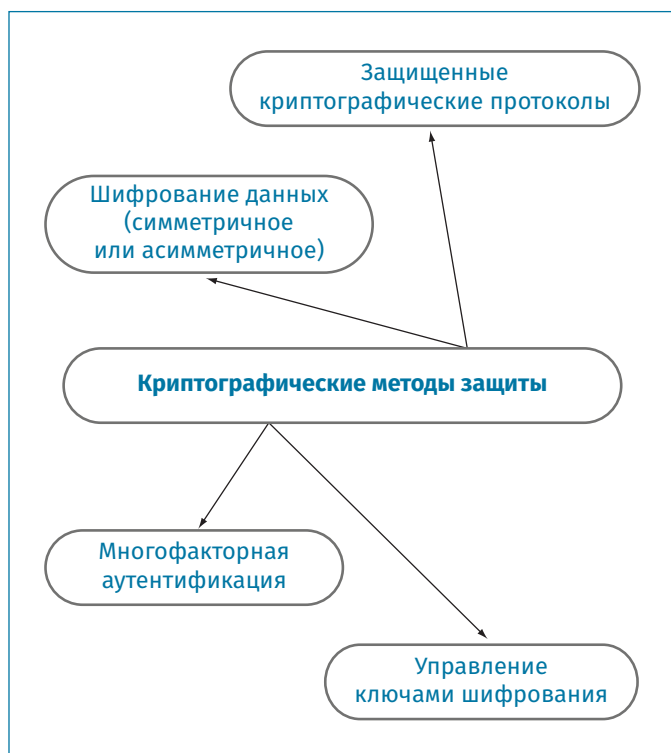 Защищенные
криптографические протоколы
Шифрование данных
(симметричное
или асимметричное)
Криптографические методы защиты
Многофакторная
аутентификация
Управление
ключами шифрования